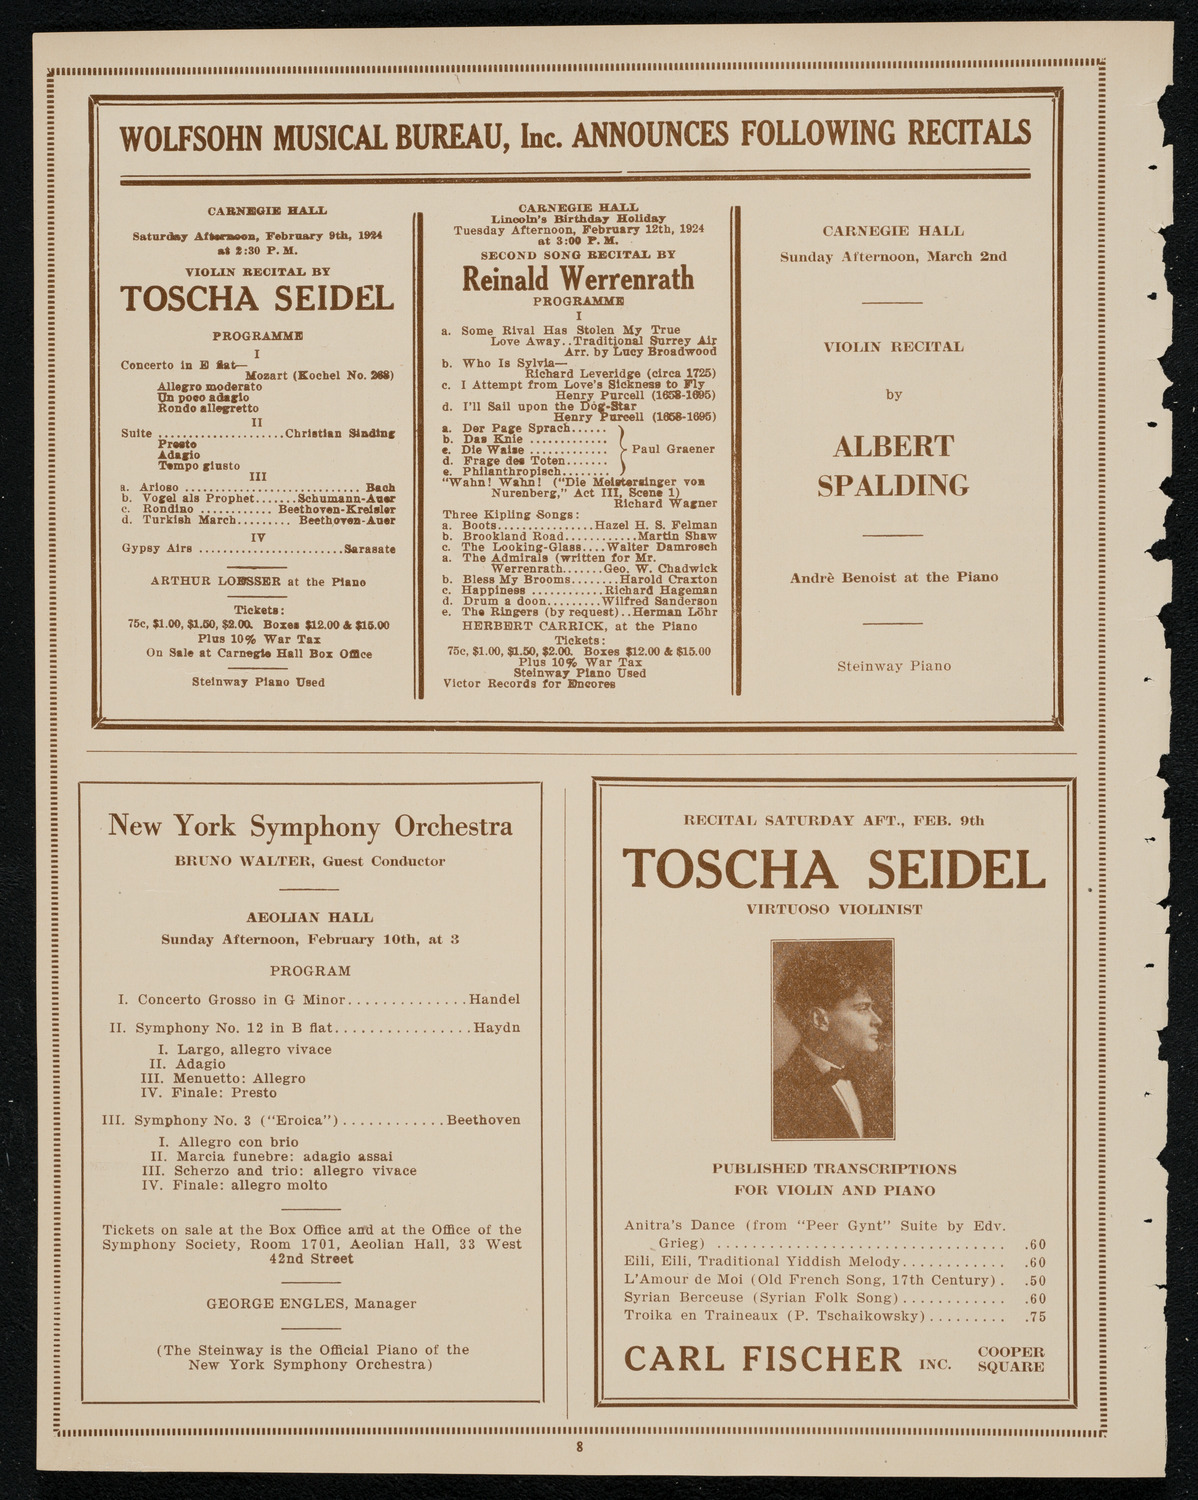 WOLFSOHN MUSICAL BUREAU, Inc. ANNOUNCES FOLLOWING RECITALS
CARNEGIE HALL
Saturday Afternoon, February 9th, 1924
at 2:30 P. M.
VIOLIN RECITAL BY
TOSCHA SEIDEL
PROGRAMME
I
Concerto in E flat—
Mozart (Kochel No. 268)
Allegro moderato
Un poco adagio
Rondo allegretto
II
Suite .....................Christian Sinding
Presto
Adagio
Tempo giusto
III
a. Arioso .............................. Bach
b. Vogel als Prophet.......Schumann-Auer
c. Rondino ............ Beethoven-Kreisler
d. Turkish March......... Beethoven-Auer
IV
Gypsy Airs ........................Sarasate
ARTHUR LOESSER at the Piano
Tickets:
75c, $1.00, $1.50, $2.00. Boxes $12.00 & $15.00
Plus 10% War Tax
On Sale at Carnegie Hall Box Office
Steinway Piano Used
CARNEGIE HALL
Lincoln's Birthday Holiday
Tuesday Afternoon, February 12th, 1924
at 3:00 P. M.
SECOND SONG RECITAL BY
Reinald Werrenrath
PROGRAMME
I
a. Some Rival Has Stolen My True
Love Away..Traditional Surrey Air
Arr. by Lucy Broadwood
b. Who Is Sylvia—
Richard Leveridge (circa 1725)
c. I Attempt from Love's Sickness to Fly
Henry Purcell (1658-1695)
d. I'll Sail upon the Dog-Star
Henry Purcell (1658-1695)
a. Der Page Sprach......
b. Das Knie ............
c. Die Waise ............ Paul Graener
d. Frage des Toten.......
e. Philanthropisch........
"Wahn! Wahn! ("Die Meistersinger von
Nurenberg," Act III, Scene 1)
Richard Wagner
Three Kipling Songs:
a. Boots................Hazel H. S. Felman
b. Brookland Road............Martin Shaw
c. The Looking-Glass....Walter Damrosch
a. The Admirals (written for Mr.
Werrenrath.......Geo. W. Chadwick
b. Bless My Brooms........Harold Craxton
c. Happiness ............Richard Hageman
d. Drum a doon.........Wilfred Sanderson
e. The Ringers (by request)..Herman Löhr
HERBERT CARRICK, at the Piano
Tickets:
75c, $1.00, $1.50, $2.00. Boxes $12.00 & $15.00
Plus 10% War Tax
Steinway Piano Used
Victor Records for Encores
CARNEGIE HALL
Sunday Afternoon, March 2nd
VIOLIN RECITAL
by
ALBERT
SPALDING
Andrè Benoist at the Piano
Steinway Piano
New York Symphony Orchestra
BRUNO WALTER, Guest Conductor
AEOLIAN HALL
Sunday Afternoon, February 10th, at 3
PROGRAM
I. Concerto Grosso in G Minor..............Handel
II. Symphony No. 12 in B flat................Haydn
I. Largo, allegro vivace
II. Adagio
III. Menuetto: Allegro
IV. Finale: Presto
III. Symphony No. 3 ("Eroica")............Beethoven
I. Allegro con brio
II. Marcia funebre: adagio assai
III. Scherzo and trio: allegro vivace
IV. Finale: allegro molto
Tickets on sale at the Box Office and at the Office of the
Symphony Society, Room 1701, Aeolian Hall, 33 West
42nd Street
GEORGE ENGLES, Manager
(The Steinway is the Official Piano of the
New York Symphony Orchestra)
RECITAL SATURDAY AFT., FEB. 9th
TOSCHA SEIDEL
VIRTUOSO VIOLINIST
PUBLISHED TRANSCRIPTIONS
FOR VIOLIN AND PIANO
Anitra's Dance (from "Peer Gynt" Suite by Edv.
Grieg) ................................. .60
Eili, Eili, Traditional Yiddish Melody............ .60
L'Amour de Moi (Old French Song, 17th Century). .50
Syrian Berceuse (Syrian Folk Song)............ .60
Troika en Traineaux (P. Tschaikowsky)......... .75
CARL FISCHER INC. COOPER
SQUARE
8